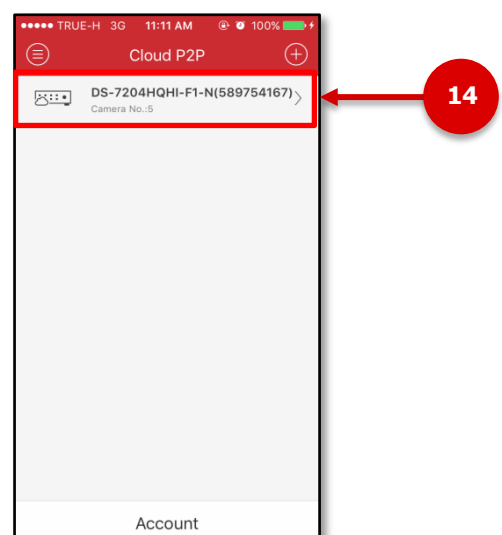 TRUE-H 3G 11:11 AM 100%
Cloud P2P
DS-7204HQHI-F1-N(589754167)
Camera No.:5
14
Account